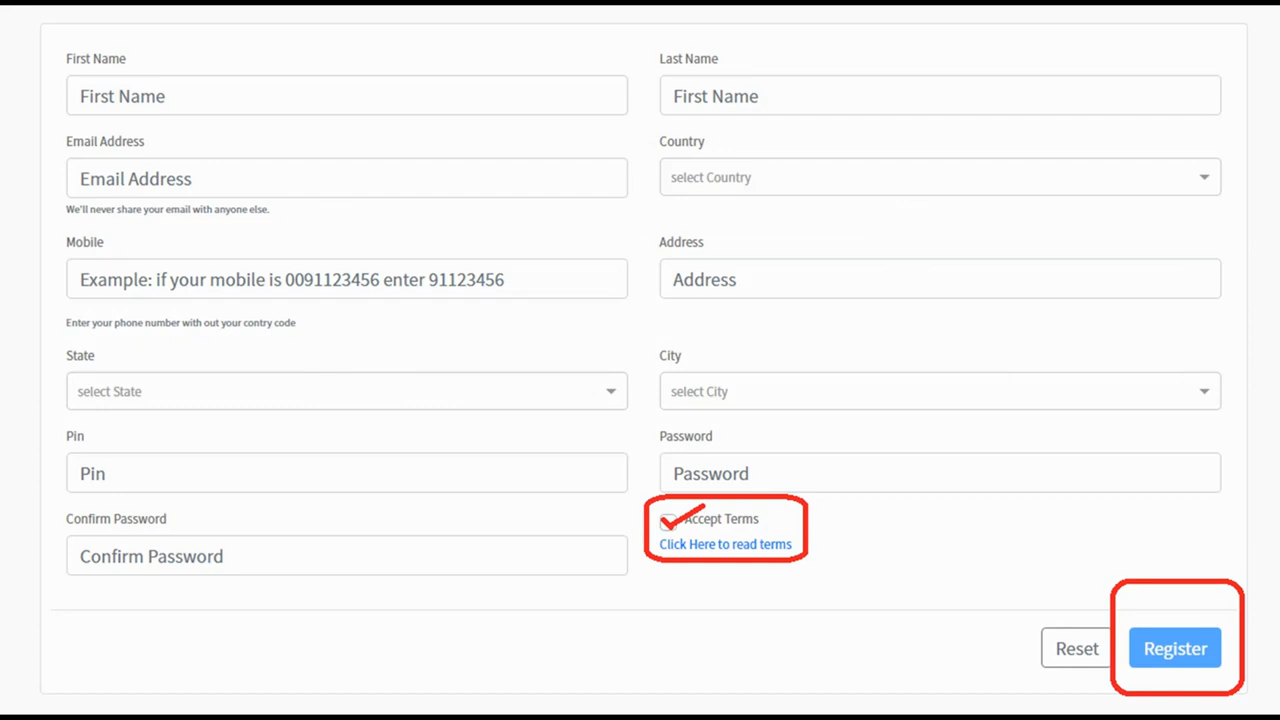 First Name
Last Name
First Name
First Name
Email Address
Country
Email Address
select Country
We'll never share your email with anyone else.
Mobile
Address
Example: if your mobile is 0091123456 enter 91123456
Address
Enter your phone number with out your contry code
State
City
select State
select City
Pin
Password
Pin
Password
Confirm Password
Accept Terms
Click Here to read terms
Confirm Password
Reset
Register